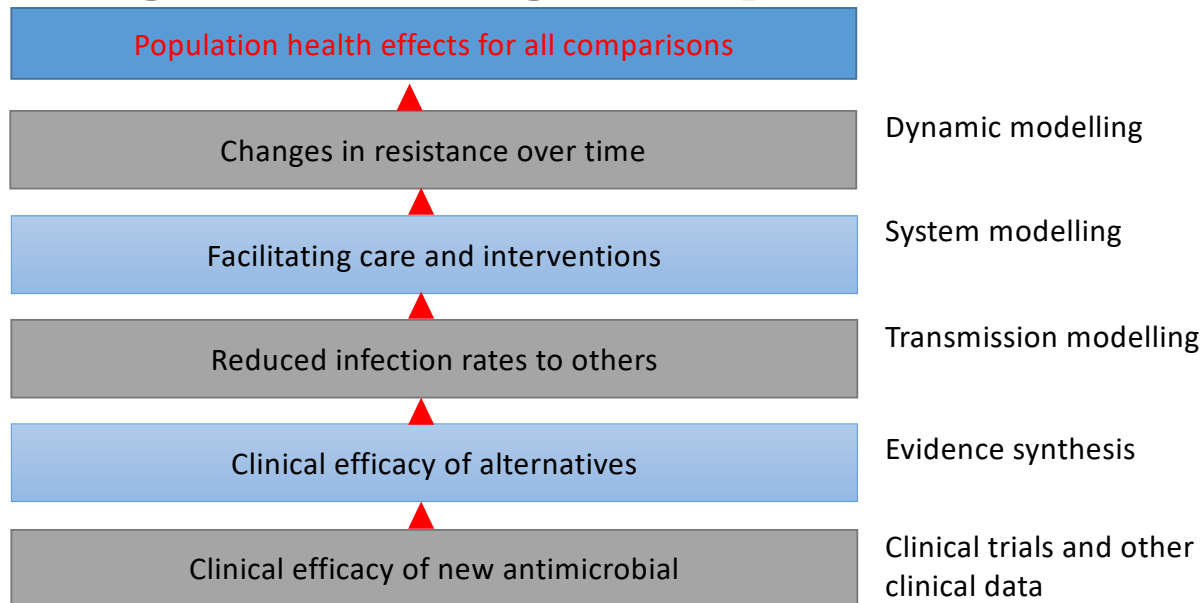 Population health effects for all comparisons
Changes in resistance over time
Dynamic modelling
Facilitating care and interventions
System modelling
Reduced infection rates to others
Transmission modelling
Clinical efficacy of alternatives
Evidence synthesis
Clinical efficacy of new antimicrobial
Clinical trials and other
clinical data